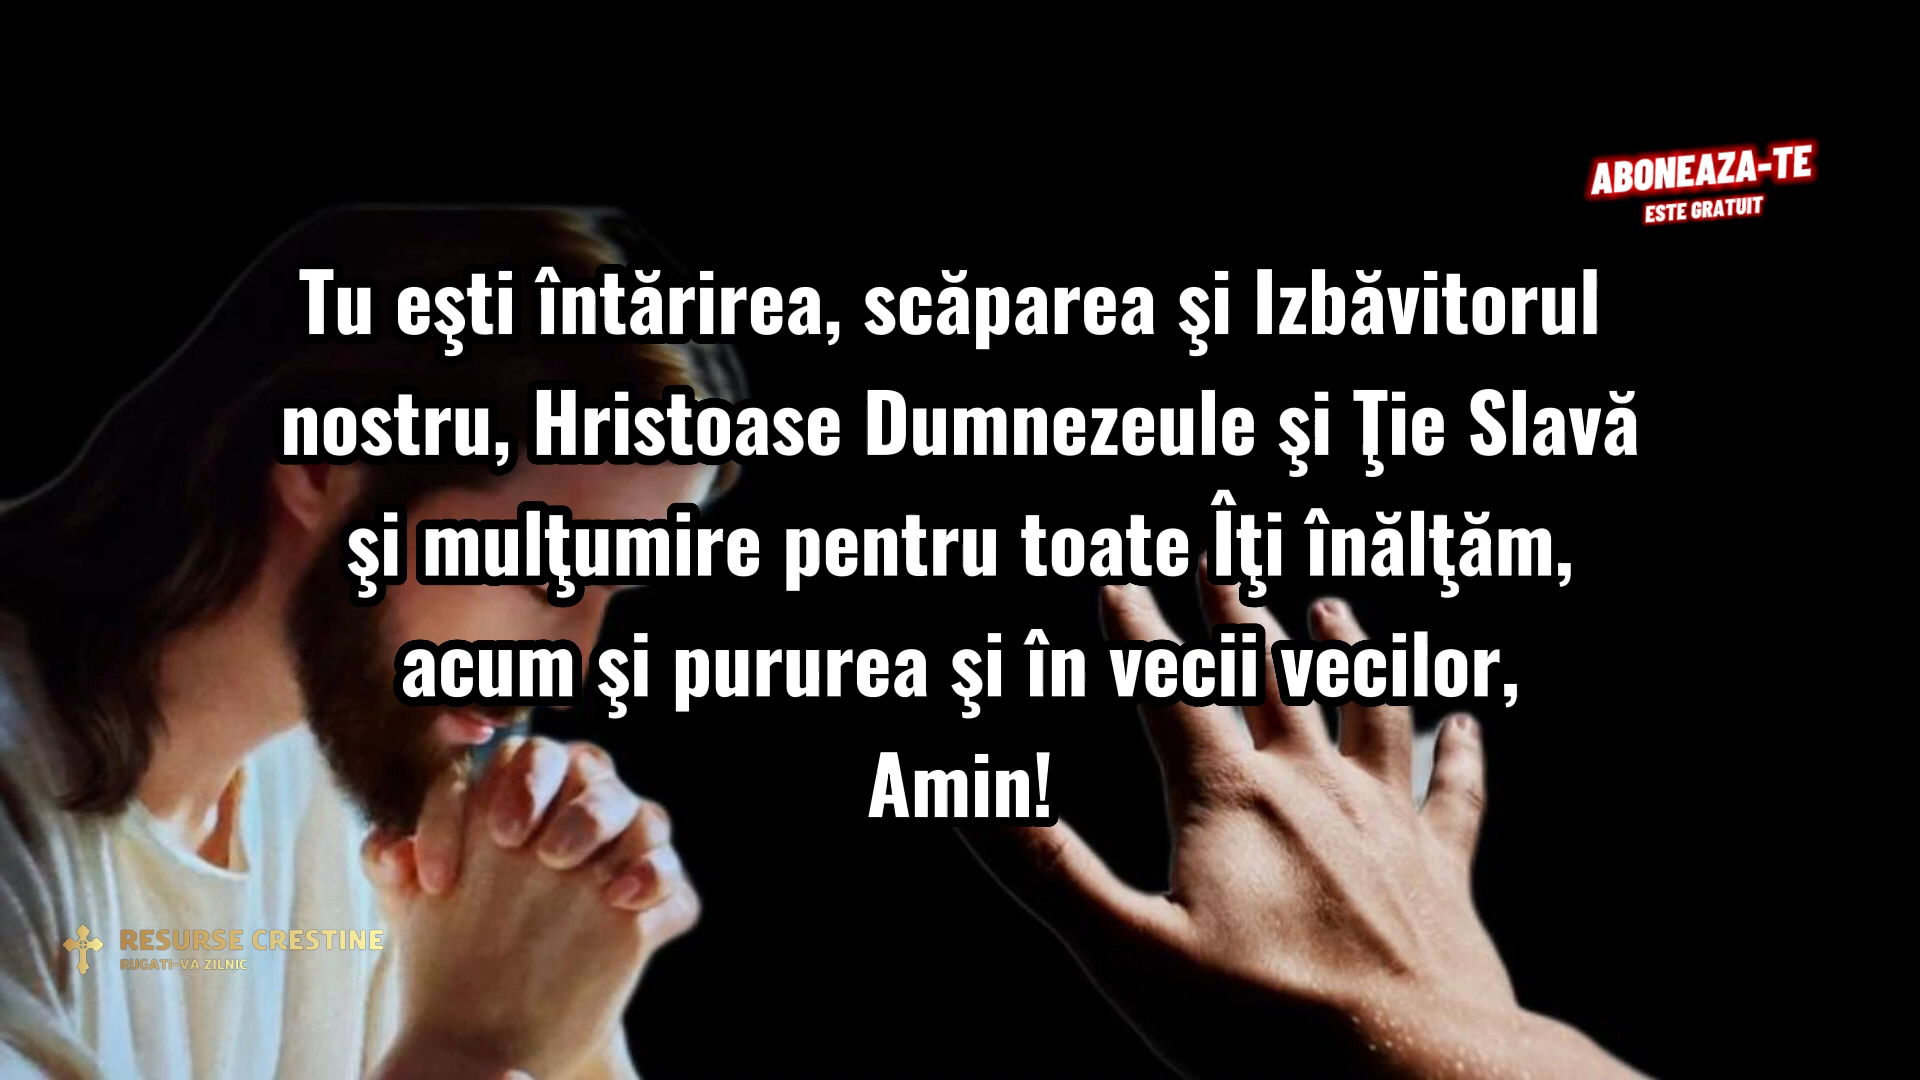 ABONEAZA-TE
ESTE GRATUIT
Tu eşti întărirea, scăparea şi Izbăvitorul
nostru, Hristoase Dumnezeule şi Ţie Slavă
şi mulţumire pentru toate Îţi înălţăm,
acum şi pururea şi în vecii vecilor,
Amin!
RESURSE CRESTINE
RUGATI-VA ZILNIC